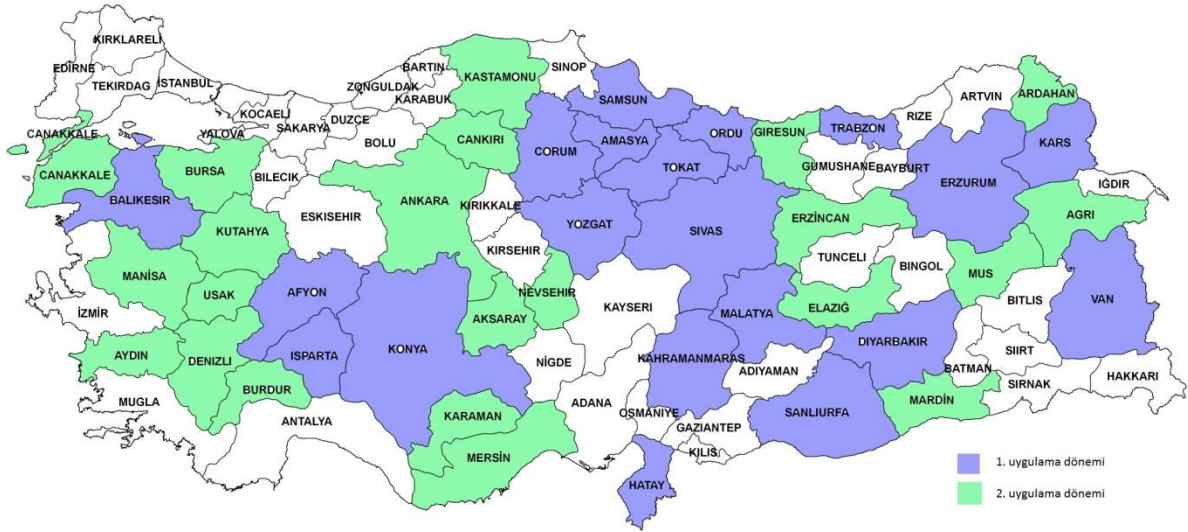 KIRKLARELİ
EDİRNE
TEKIRDAG
İSTANBUL
KOCAELİ
YALOVA
SAKARYA
DUZCE
ZONGULDAK
BARTIN
KARABUK
KASTAMONU
SINOP
SAMSUN
ORDU
GIRESUN
TRABZON
RIZE
ARTVIN
ARDAHAN
KARS
CANAKKALE
CANAKKALE
BALIKESIR
BURSA
BILECIK
BOLU
CANKIRI
CORUM
AMASYA
TOKAT
GUMUSHANE
BAYBURT
ERZURUM
IĞDIR
AGRI
KUTAHYA
ESKISEHIR
ANKARA
KIRIKKALE
KIRSEHIR
YOZGAT
SIVAS
ERZİNCAN
TUNCELI
BINGOL
MUS
MANİSA
USAK
AFYON
NEVSEHIR
AKSARAY
KAYSERI
MALATYA
ELAZIĞ
BITLIS
VAN
İZMİR
AYDIN
DENIZLI
ISPARTA
BURDUR
KONYA
NİGDE
KAHRAMANMARAS
ADIYAMAN
DIYARBAKIR
BATMAN
SIIRT
SIRNAK
HAKKARI
MUGLA
ANTALYA
KARAMAN
MERSİN
ADANA
OSMANIYE
GAZIANTEP
KILIS
SANLIURFA
MARDİN
HATAY
1. uygulama dönemi
2. uygulama dönemi